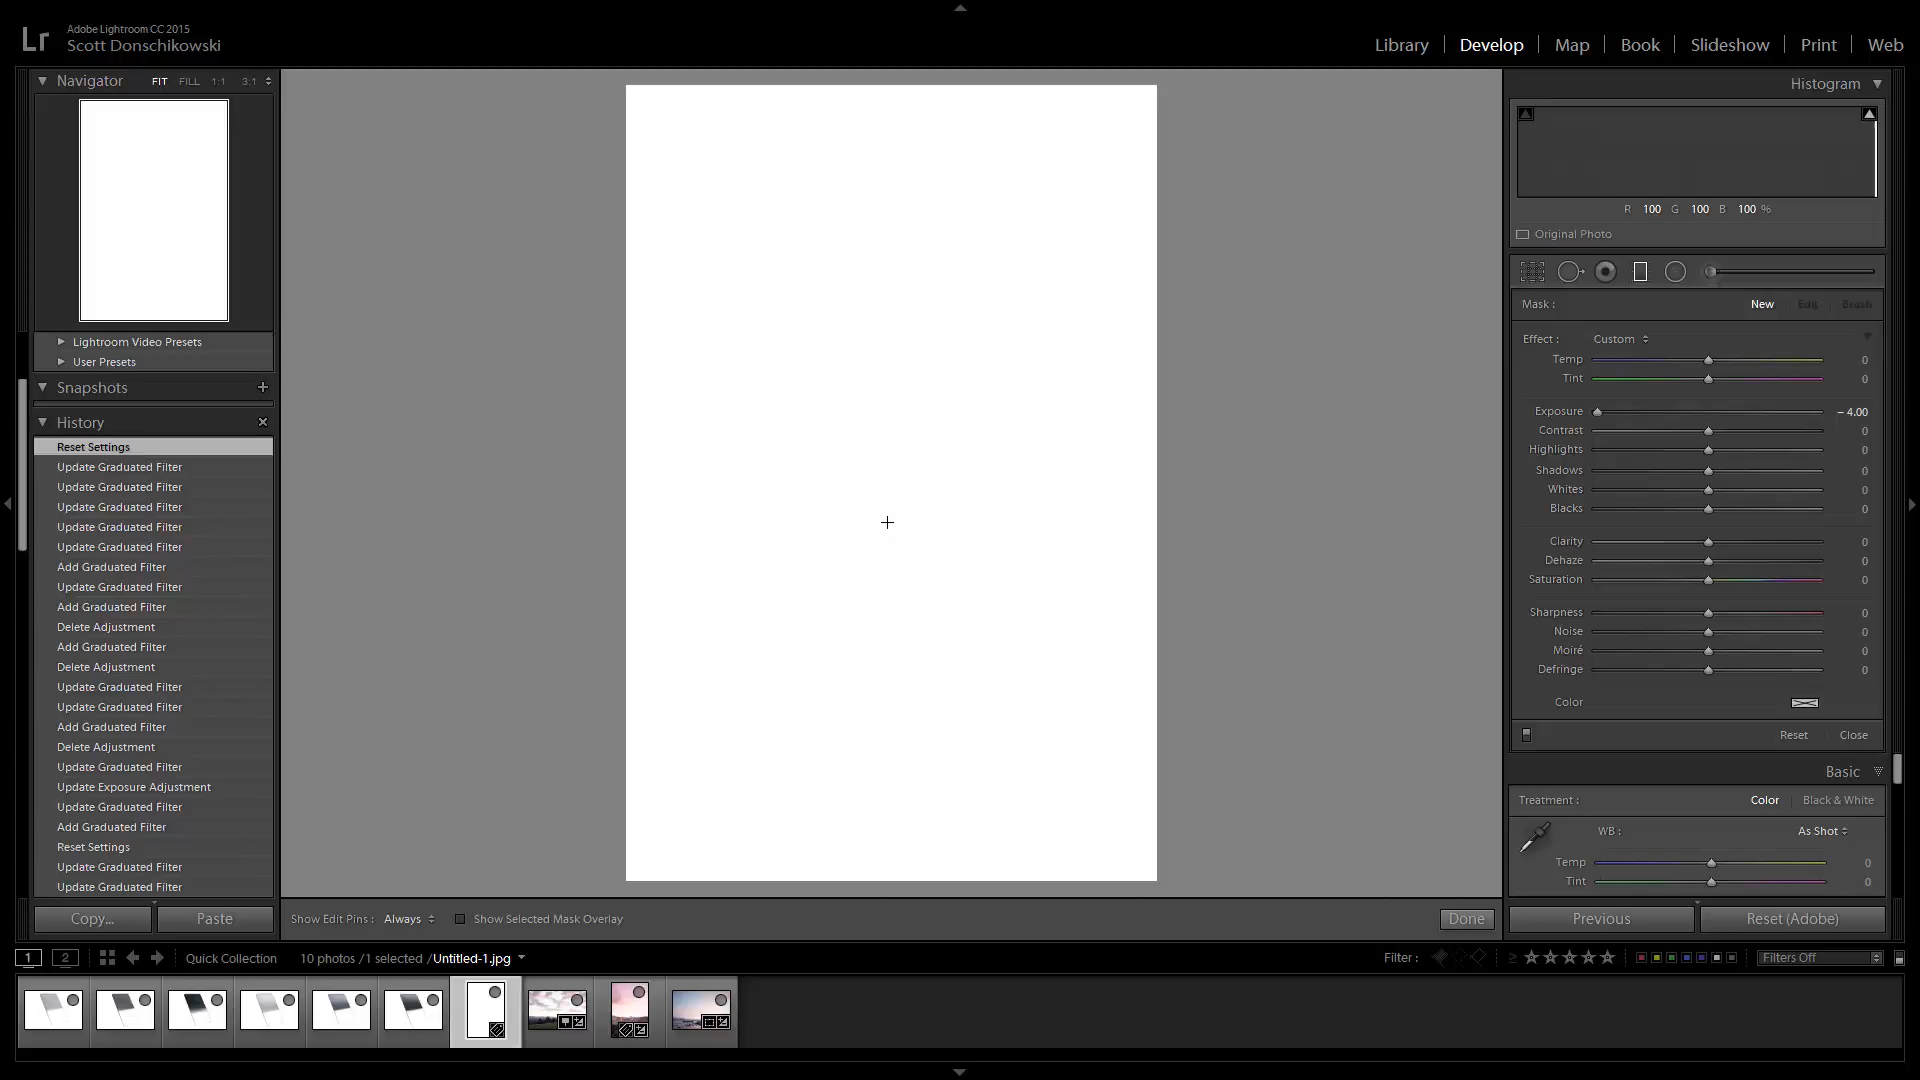 Lr
Adobe Lightroom CC 2015
Scott Donschikowski
Library
Develop
Map
Book
Slideshow
Print
Web
Navigator
FIT
FILL
1:1
3:1
Lightroom Video Presets
User Presets
Snapshots
History
Reset Settings
Update Graduated Filter
Update Graduated Filter
Update Graduated Filter
Update Graduated Filter
Update Graduated Filter
Add Graduated Filter
Update Graduated Filter
Add Graduated Filter
Delete Adjustment
Add Graduated Filter
Delete Adjustment
Update Graduated Filter
Update Graduated Filter
Add Graduated Filter
Delete Adjustment
Update Graduated Filter
Update Exposure Adjustment
Update Graduated Filter
Add Graduated Filter
Reset Settings
Update Graduated Filter
Update Graduated Filter
Copy...
Paste
Show Edit Pins : Always
Show Selected Mask Overlay
Done
Histogram
R 100 G 100 B 100 %
Original Photo
Mask : New Edit Brush
Effect : Custom
Temp 0
Tint 0
Exposure – 4.00
Contrast 0
Highlights 0
Shadows 0
Whites 0
Blacks 0
Clarity 0
Dehaze 0
Saturation 0
Sharpness 0
Noise 0
Moiré 0
Defringe 0
Color
Reset Close
Basic
Treatment : Color Black & White
WB : As Shot
Temp 0
Tint 0
Previous
Reset (Adobe)
1
2
Quick Collection
10 photos /1 selected /Untitled-1.jpg
Filter :
Filters Off